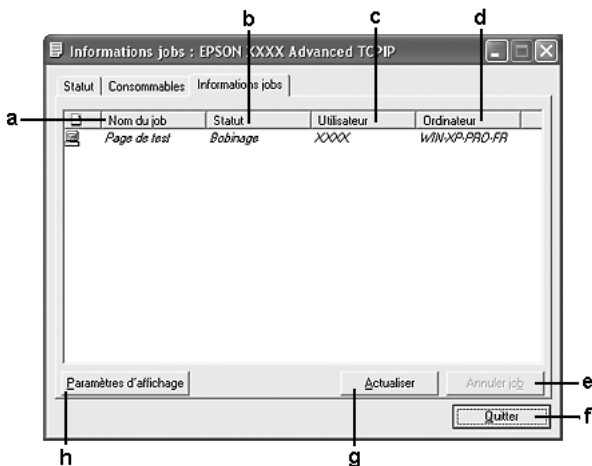 b c d
Informations jobs : EPSON XXXX Advanced TCPIP
Statut Consommables Informations jobs
a Nom du job Statut Utilisateur Ordinateur
Page de test Bobinage XXXX WIN-XP-PRO-FR
Paramètres d'affichage Actualiser Annuler job e
Quitter f
h g